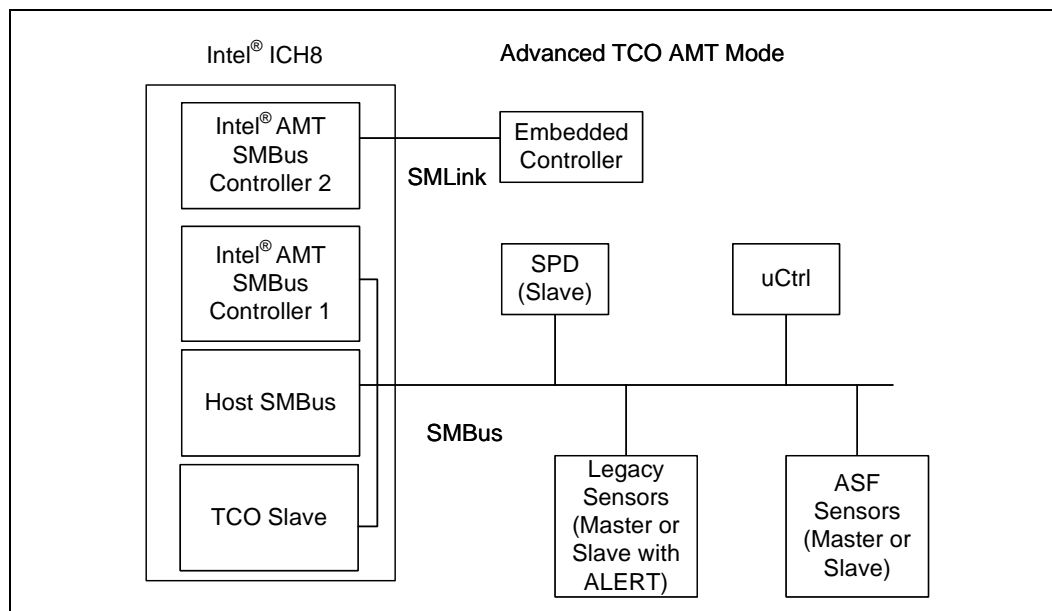 Intel® ICH8
Advanced TCO AMT Mode
Intel® AMT
SMBus
Controller 2
SMLink
Embedded
Controller
Intel® AMT
SMBus
Controller 1
SPD
(Slave)
uCtrl
Host SMBus
SMBus
TCO Slave
Legacy
Sensors
(Master or
Slave with
ALERT)
ASF
Sensors
(Master or
Slave)